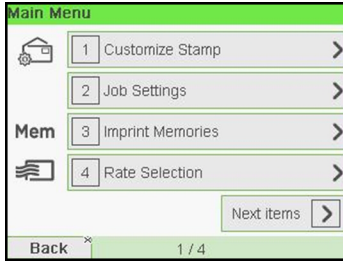 Main Menu
1 Customize Stamp
2 Job Settings
Mem 3 Imprint Memories
4 Rate Selection
Next items
Back 1 / 4